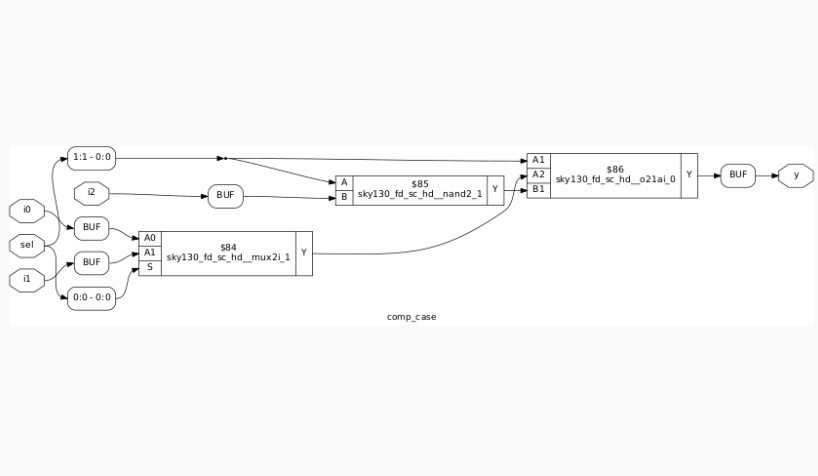 1:1 - 0:0
i2
BUF
i0
BUF
sel
BUF
i1
0:0 - 0:0
A0
A1
S
$84
sky130_fd_sc_hd__mux2i_1
Y
A
B
$85
sky130_fd_sc_hd__nand2_1
Y
A1
A2
B1
$86
sky130_fd_sc_hd__o21ai_0
Y
BUF
y
comp_case